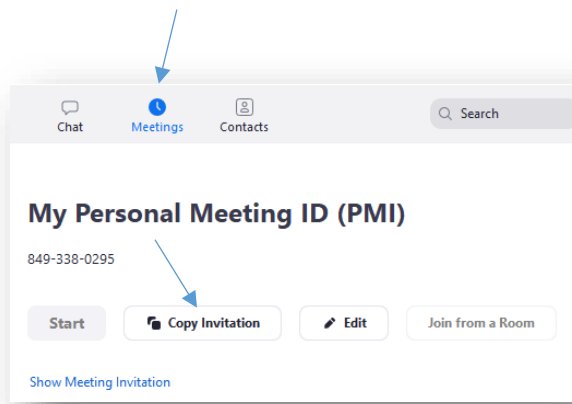 Chat Meetings Contacts Search
My Personal Meeting ID (PMI)
849-338-0295
Start Copy Invitation Edit Join from a Room
Show Meeting Invitation